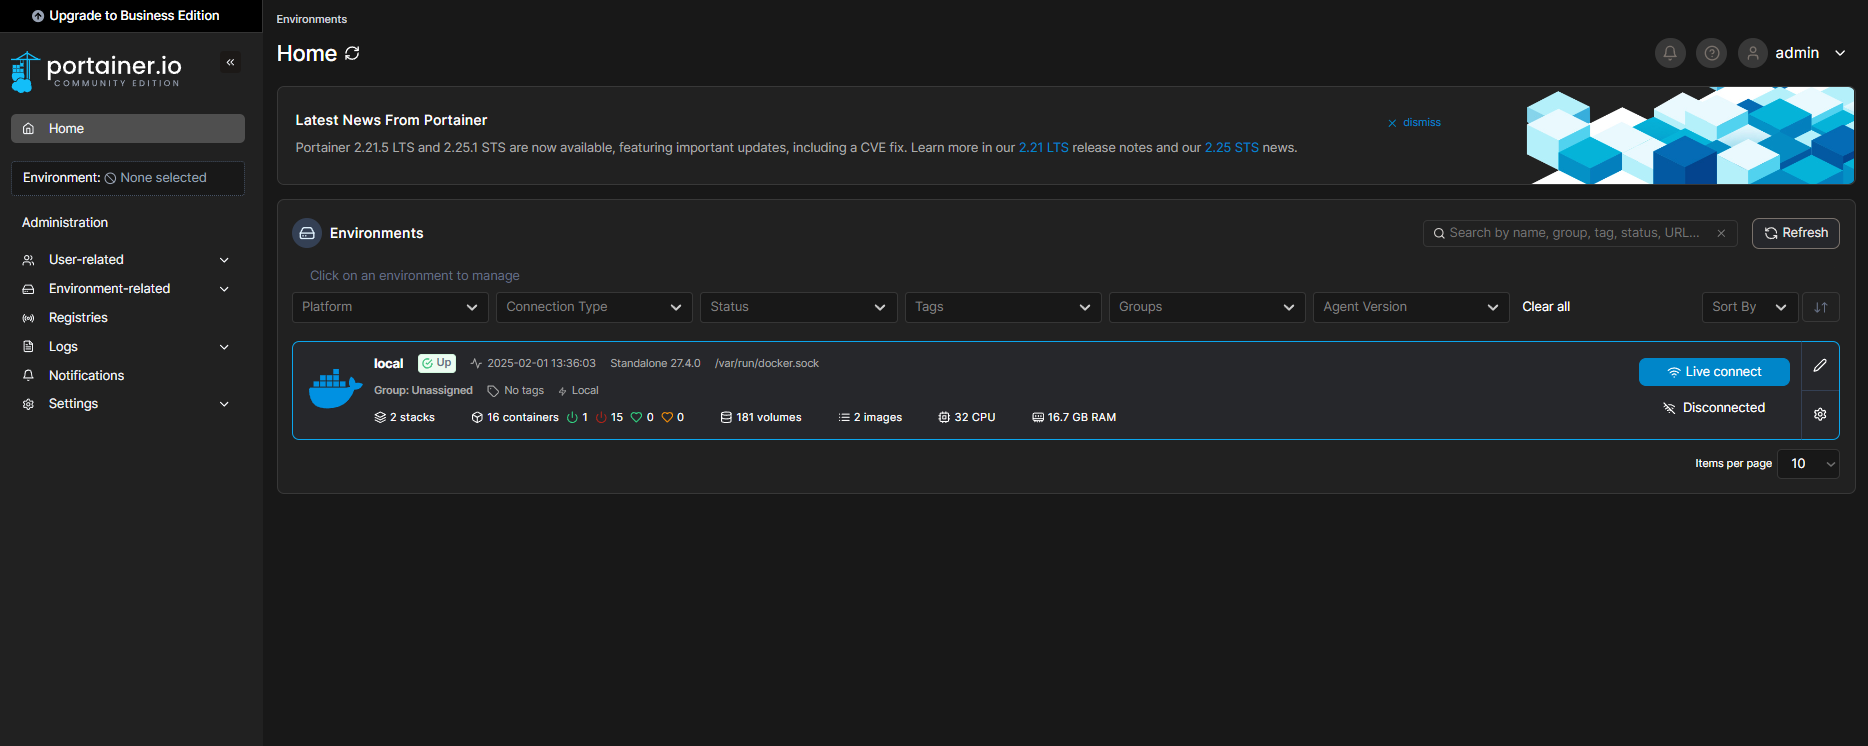 Upgrade to Business Edition
portainer.io
COMMUNITY EDITION
Home
Environment: None selected
Administration
User-related
Environment-related
Registries
Logs
Notifications
Settings
Environments
Home
admin
Latest News From Portainer
dismiss
Portainer 2.21.5 LTS and 2.25.1 STS are now available, featuring important updates, including a CVE fix. Learn more in our 2.21 LTS release notes and our 2.25 STS news.
Environments
Search by name, group, tag, status, URL...
Refresh
Click on an environment to manage
Platform Connection Type Status Tags Groups Agent Version Clear all Sort By
local Up 2025-02-01 13:36:03 Standalone 27.4.0 /var/run/docker.sock
Live connect
Group: Unassigned No tags Local
Disconnected
2 stacks 16 containers 1 15 0 0 181 volumes 2 images 32 CPU 16.7 GB RAM
Items per page 10